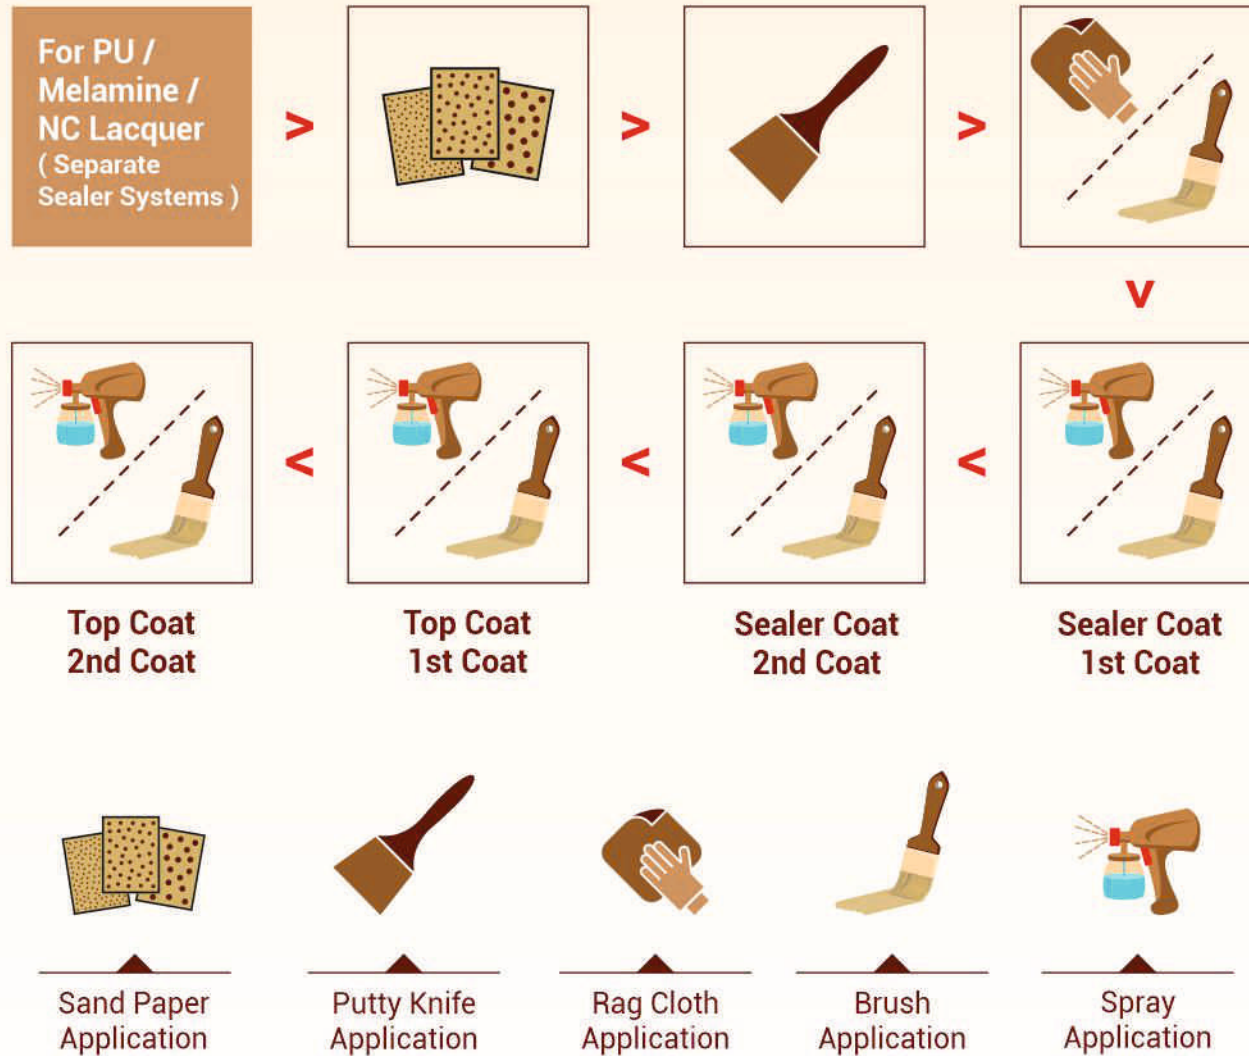 For PU /
Melamine /
NC Lacquer
( Separate
Sealer Systems )
>
>
>
v
<
<
<
Top Coat
2nd Coat
Top Coat
1st Coat
Sealer Coat
2nd Coat
Sealer Coat
1st Coat
Sand Paper
Application
Putty Knife
Application
Rag Cloth
Application
Brush
Application
Spray
Application